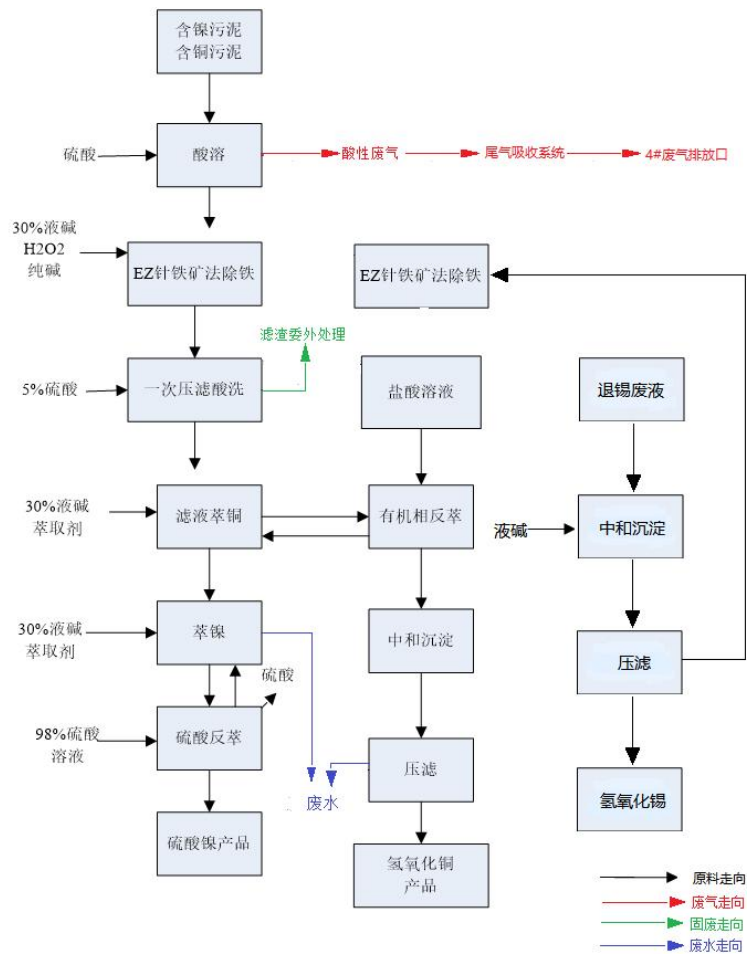 含镍污泥
含铜污泥
硫酸
酸溶
酸性废气
尾气吸收系统
4#废气排放口
30%液碱
H2O2
纯碱
EZ针铁矿法除铁
EZ针铁矿法除铁
滤渣委外处理
5%硫酸
一次压滤酸洗
盐酸溶液
退锡废液
30%液碱
萃取剂
滤液萃铜
有机相反萃
液碱
中和沉淀
30%液碱
萃取剂
萃镍
中和沉淀
压滤
硫酸
98%硫酸
溶液
硫酸反萃
压滤
废水
氢氧化锡
硫酸镍产品
氢氧化铜
产品
原料走向
废气走向
固废走向
废水走向